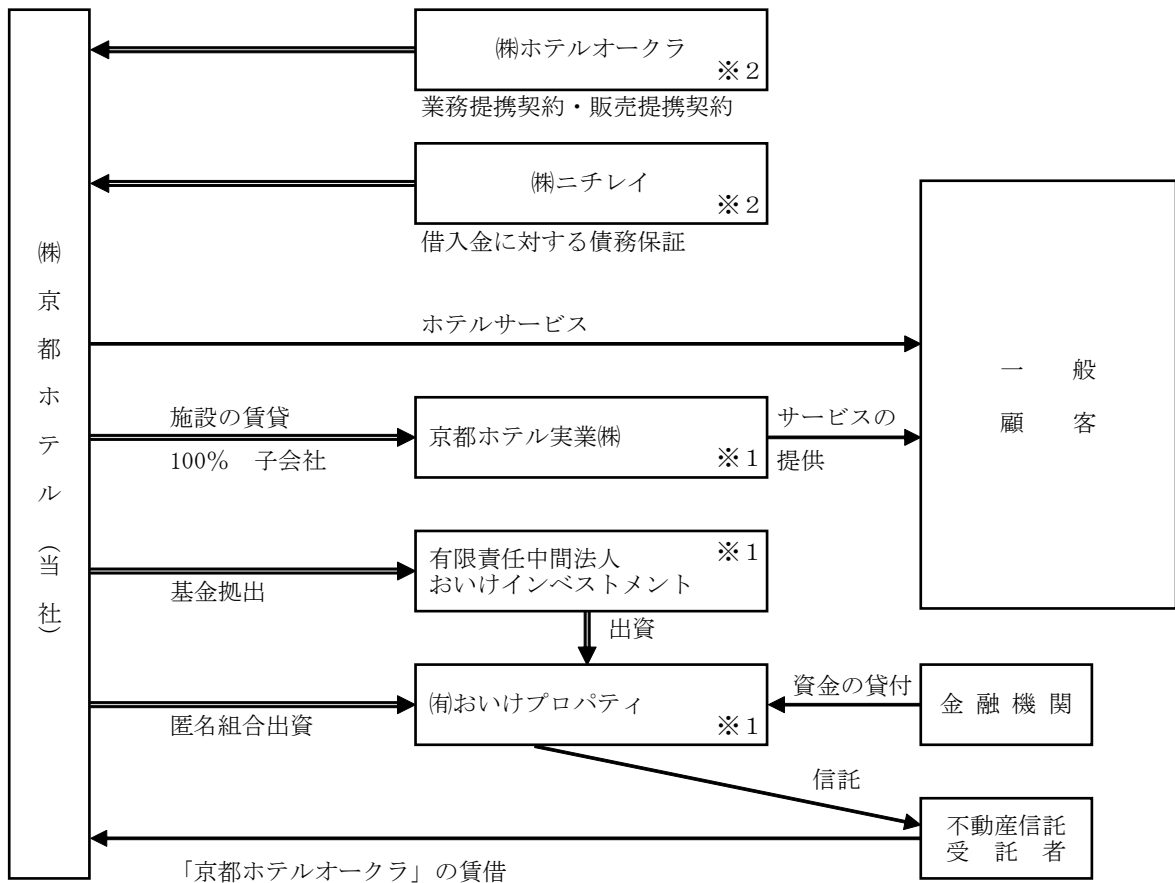 ㈱ホテルオークラ
※2
業務提携契約・販売提携契約
㈱ニチレイ
※2
借入金に対する債務保証
㈱京都ホテル（当社）
ホテルサービス
一般
顧客
施設の賃貸
100％　子会社
京都ホテル実業㈱
※1
サービスの
提供
有限責任中間法人
おいけインベストメント
※1
基金拠出
出資
㈲おいけプロパティ
※1
匿名組合出資
資金の貸付
金融機関
信託
不動産信託
受託者
「京都ホテルオークラ」の賃借